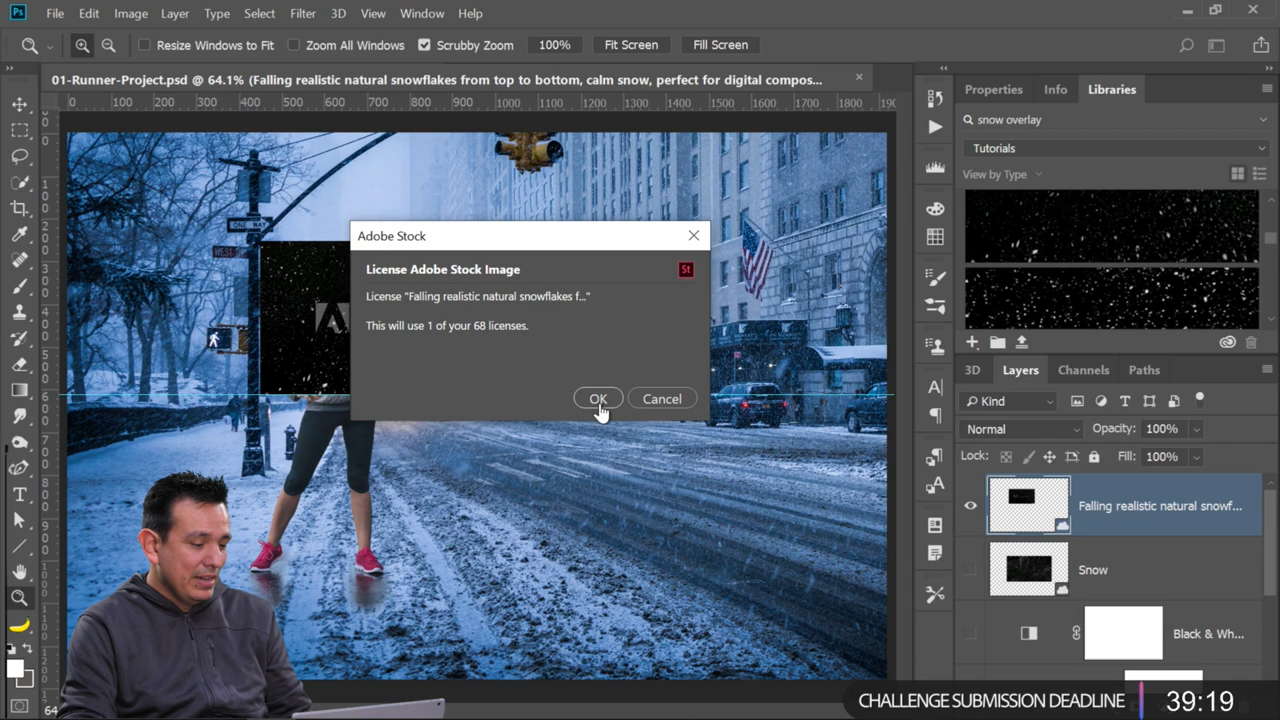 Ps File Edit Image Layer Type Select Filter 3D View Window Help
Resize Windows to Fit Zoom All Windows Scrubby Zoom 100% Fit Screen Fill Screen
01-Runner-Project.psd @ 64.1% (Falling realistic natural snowflakes from top to bottom, calm snow, perfect for digital compos...
0 100 200 300 400 500 600 700 800 900 1000 1100 1200 1300 1400 1500 1600 1700 1800 190
Properties Info Libraries
snow overlay
Tutorials
View by Type
ONE WAY
Adobe Stock
License Adobe Stock Image St
License "Falling realistic natural snowflakes f..."
This will use 1 of your 68 licenses.
OK Cancel
3D Layers Channels Paths
Kind
Normal Opacity: 100%
Lock: Fill: 100%
Falling realistic natural snowf...
Snow
Black & Wh...
64
CHALLENGE SUBMISSION DEADLINE 39:19